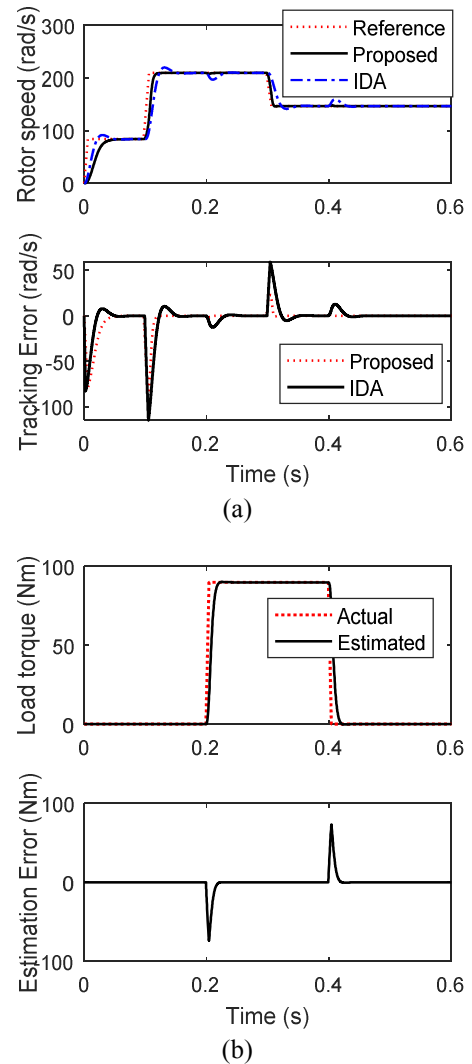 Rotor speed (rad/s)
300
200
100
0
Reference
Proposed
IDA
0 0.2 0.4 0.6
Tracking Error (rad/s)
50
0
-50
-100
Proposed
IDA
0 0.2 0.4 0.6
Time (s)
(a)
Load torque (Nm)
100
50
0
Actual
Estimated
0 0.2 0.4 0.6
Estimation Error (Nm)
100
0
-100
0 0.2 0.4 0.6
Time (s)
(b)